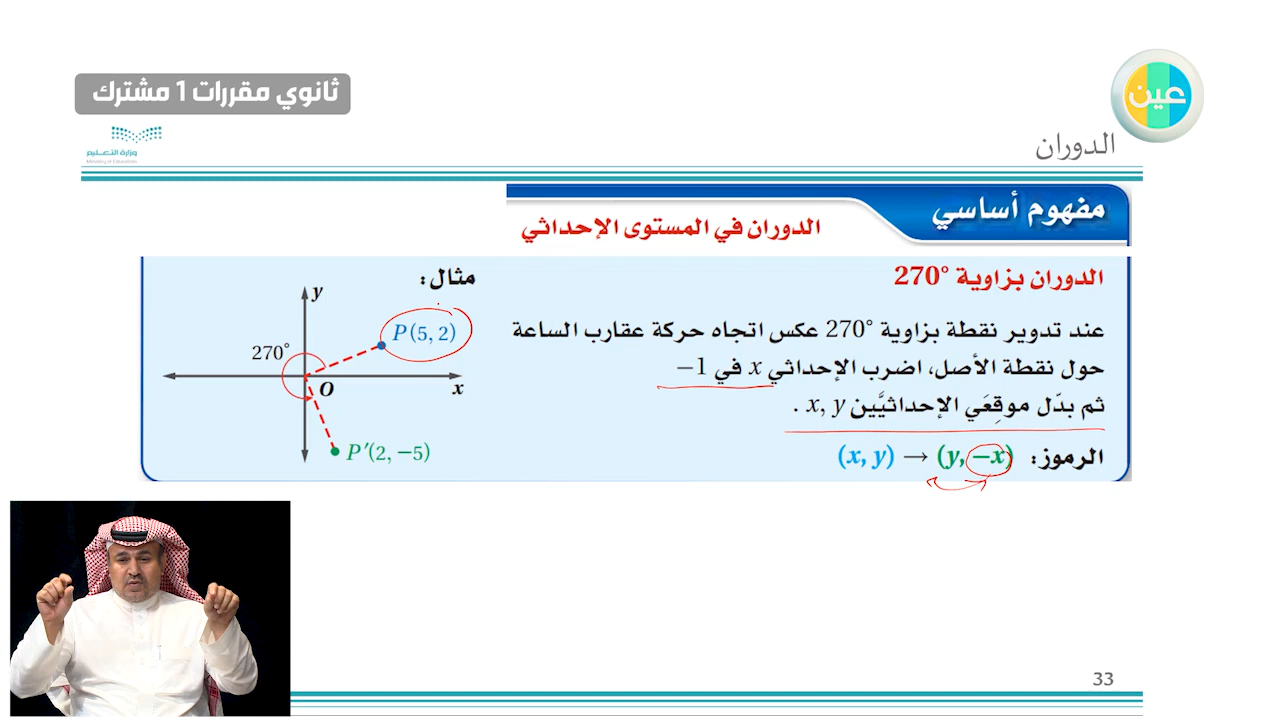 ثانوي مقررات 1 مشترك
عين
وزارة التعليم
Ministry of Education
الدوران
مفهوم أساسي
الدوران في المستوى الإحداثي
الدوران بزاوية 270°
عند تدوير نقطة بزاوية 270° عكس اتجاه حركة عقارب الساعة
حول نقطة الأصل، اضرب الإحداثي x في 1−
ثم بدّل موقِعَي الإحداثيَّين x, y .
الرموز: (x, y) → (y, −x)
مثال:
y
P(5, 2)
270°
O
x
P′(2, −5)
33